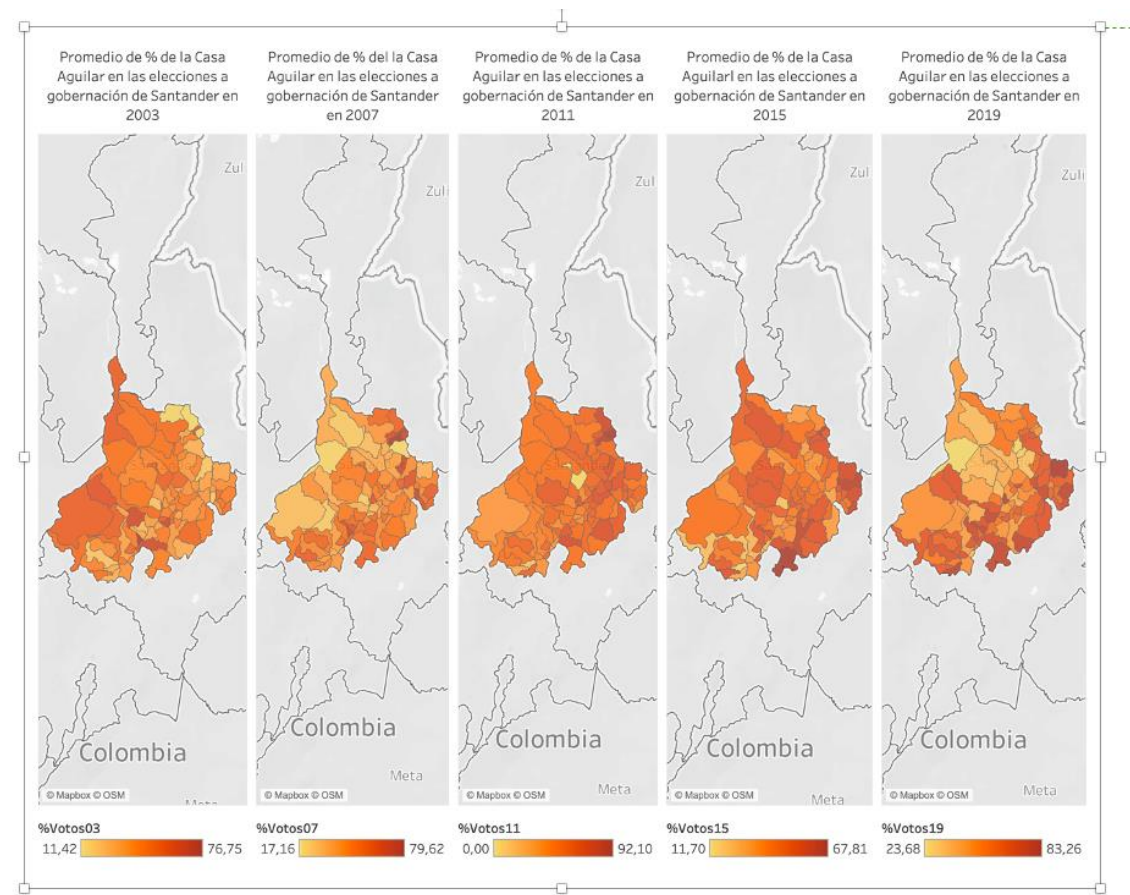 Promedio de % de la Casa
Aguilar en las elecciones a
gobernación de Santander en
2003
Promedio de % del la Casa
Aguilar en las elecciones a
gobernación de Santander
en 2007
Promedio de % de la Casa
Aguilar en las elecciones a
gobernación de Santander en
2011
Promedio de % de la Casa
Aguilarl en las elecciones a
gobernación de Santander en
2015
Promedio de % de la Casa
Aguilar en las elecciones a
gobernación de Santander en
2019
Zul
Zuli
Zul
Zul
Zuli
Colombia
© Mapbox © OSM
Colombia
Meta
© Mapbox © OSM
Colombia
Meta
© Mapbox © OSM
Colombia
Meta
© Mapbox © OSM
Colombia
© Mapbox © OSM
%Votos03
11,42 76,75
%Votos07
17,16 79,62
%Votos11
0,00 92,10
%Votos15
11,70 67,81
%Votos19
23,68 83,26